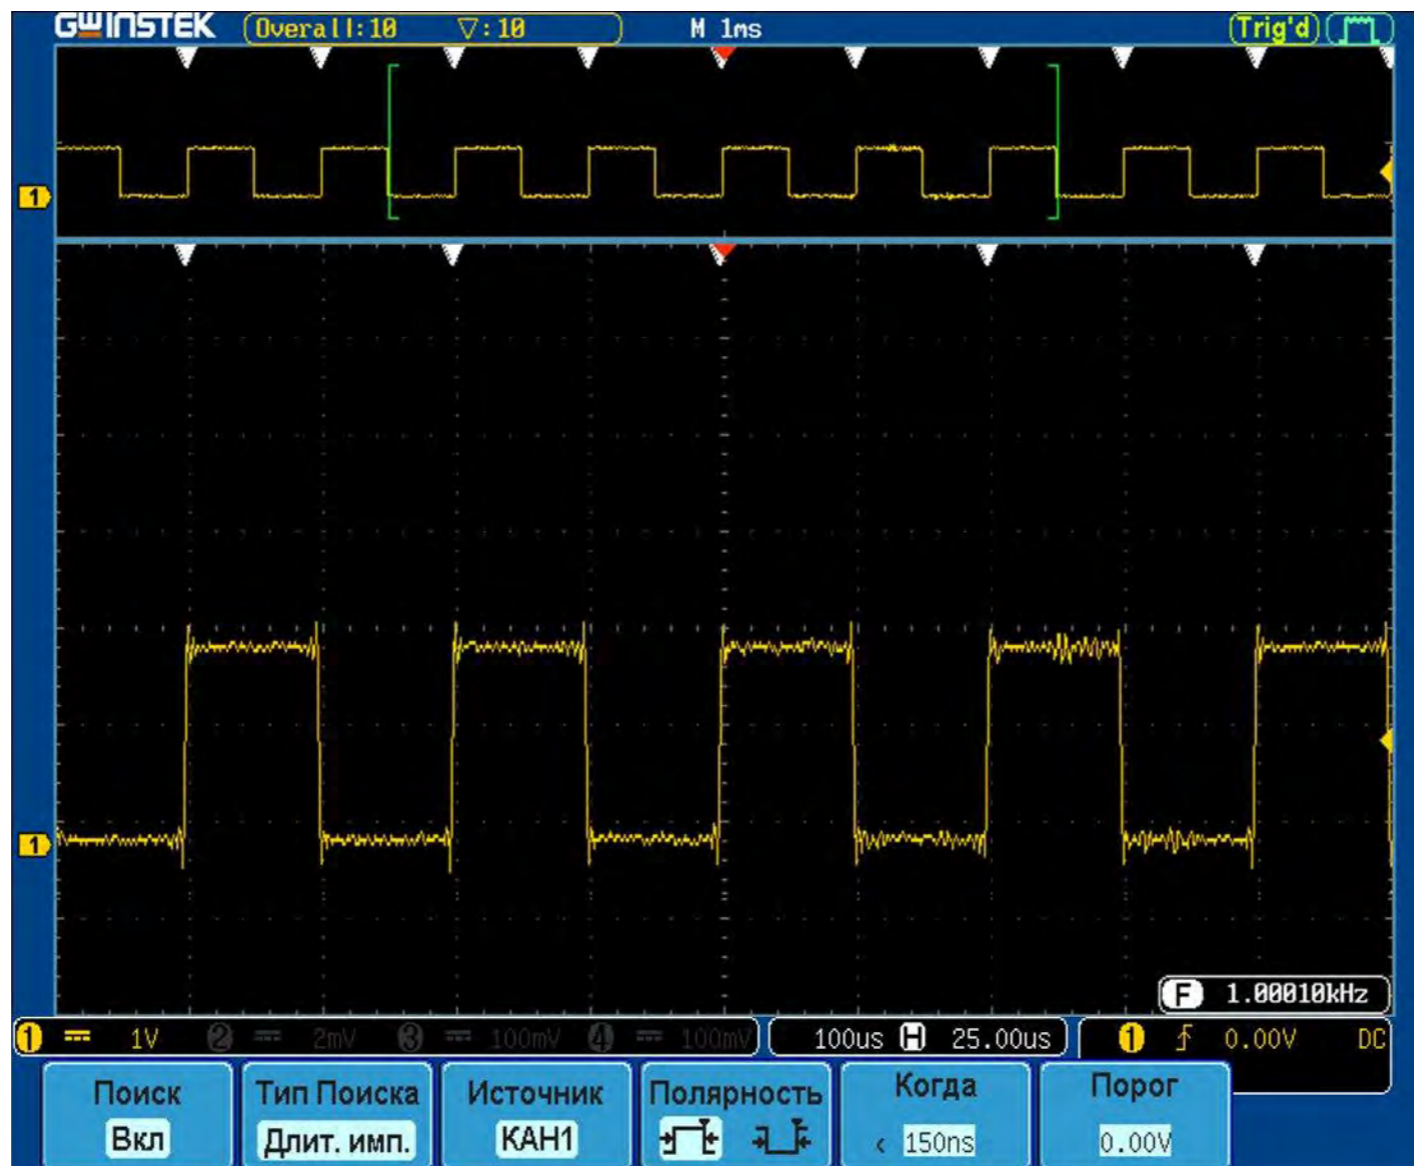 GWINSTEK Overall:10 ▽:10 M 1ms Trig'd
1
1
F 1.00010kHz
1 1V 2 2mV 3 100mV 4 100mV 100us H 25.00us 1 0.00V DC
Поиск Тип Поиска Источник Полярность Когда Порог
Вкл Длит. имп. КАН1 < 150ns 0.00V